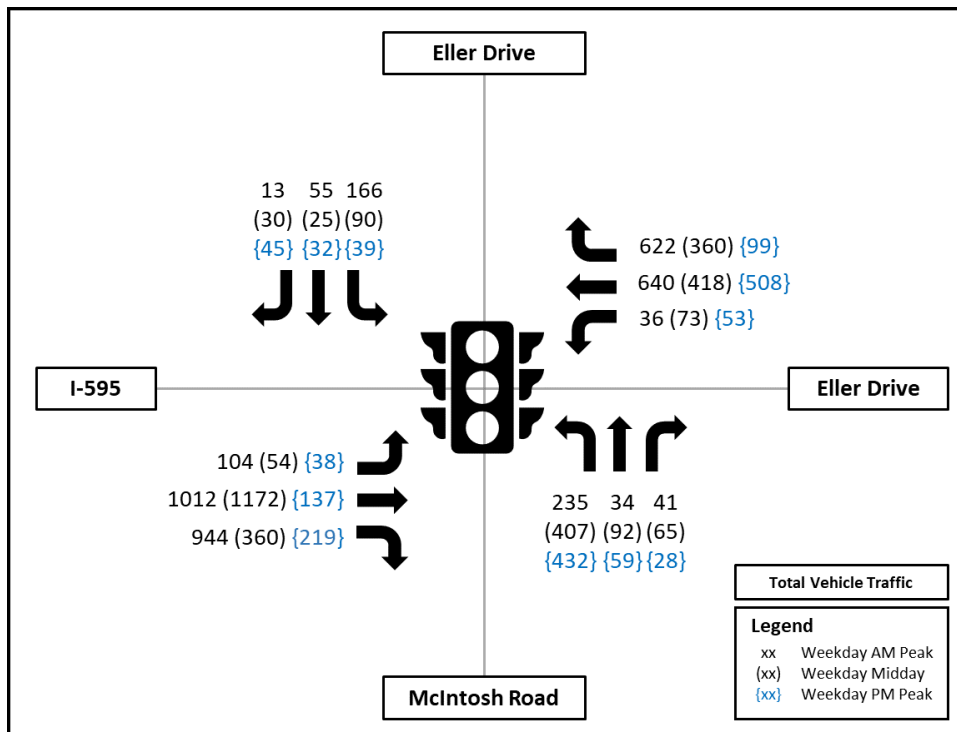 Eller Drive
13 55 166
(30) (25) (90)
{45} {32} {39}
622 (360) {99}
640 (418) {508}
36 (73) {53}
I-595
Eller Drive
104 (54) {38}
1012 (1172) {137}
944 (360) {219}
235 34 41
(407) (92) (65)
{432} {59} {28}
McIntosh Road
Total Vehicle Traffic
Legend
xx Weekday AM Peak
(xx) Weekday Midday
{xx} Weekday PM Peak